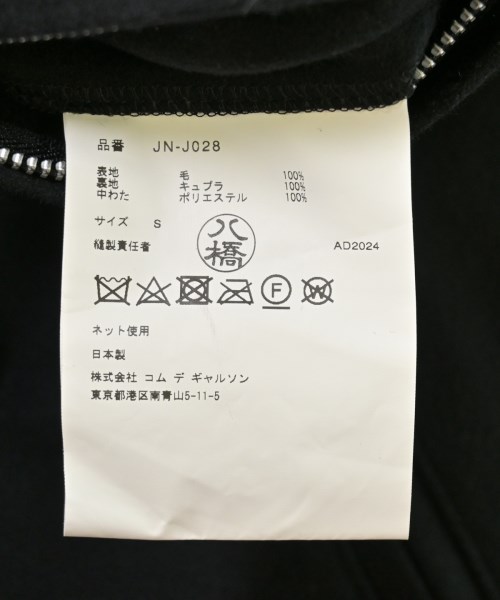 品番 JN-J028
表地 毛 100%
裏地 キュプラ 100%
中わた ポリエステル 100%
サイズ S
縫製責任者 八橋 AD2024
F W
ネット使用
日本製
株式会社 コム デ ギャルソン
東京都港区南青山5-11-5